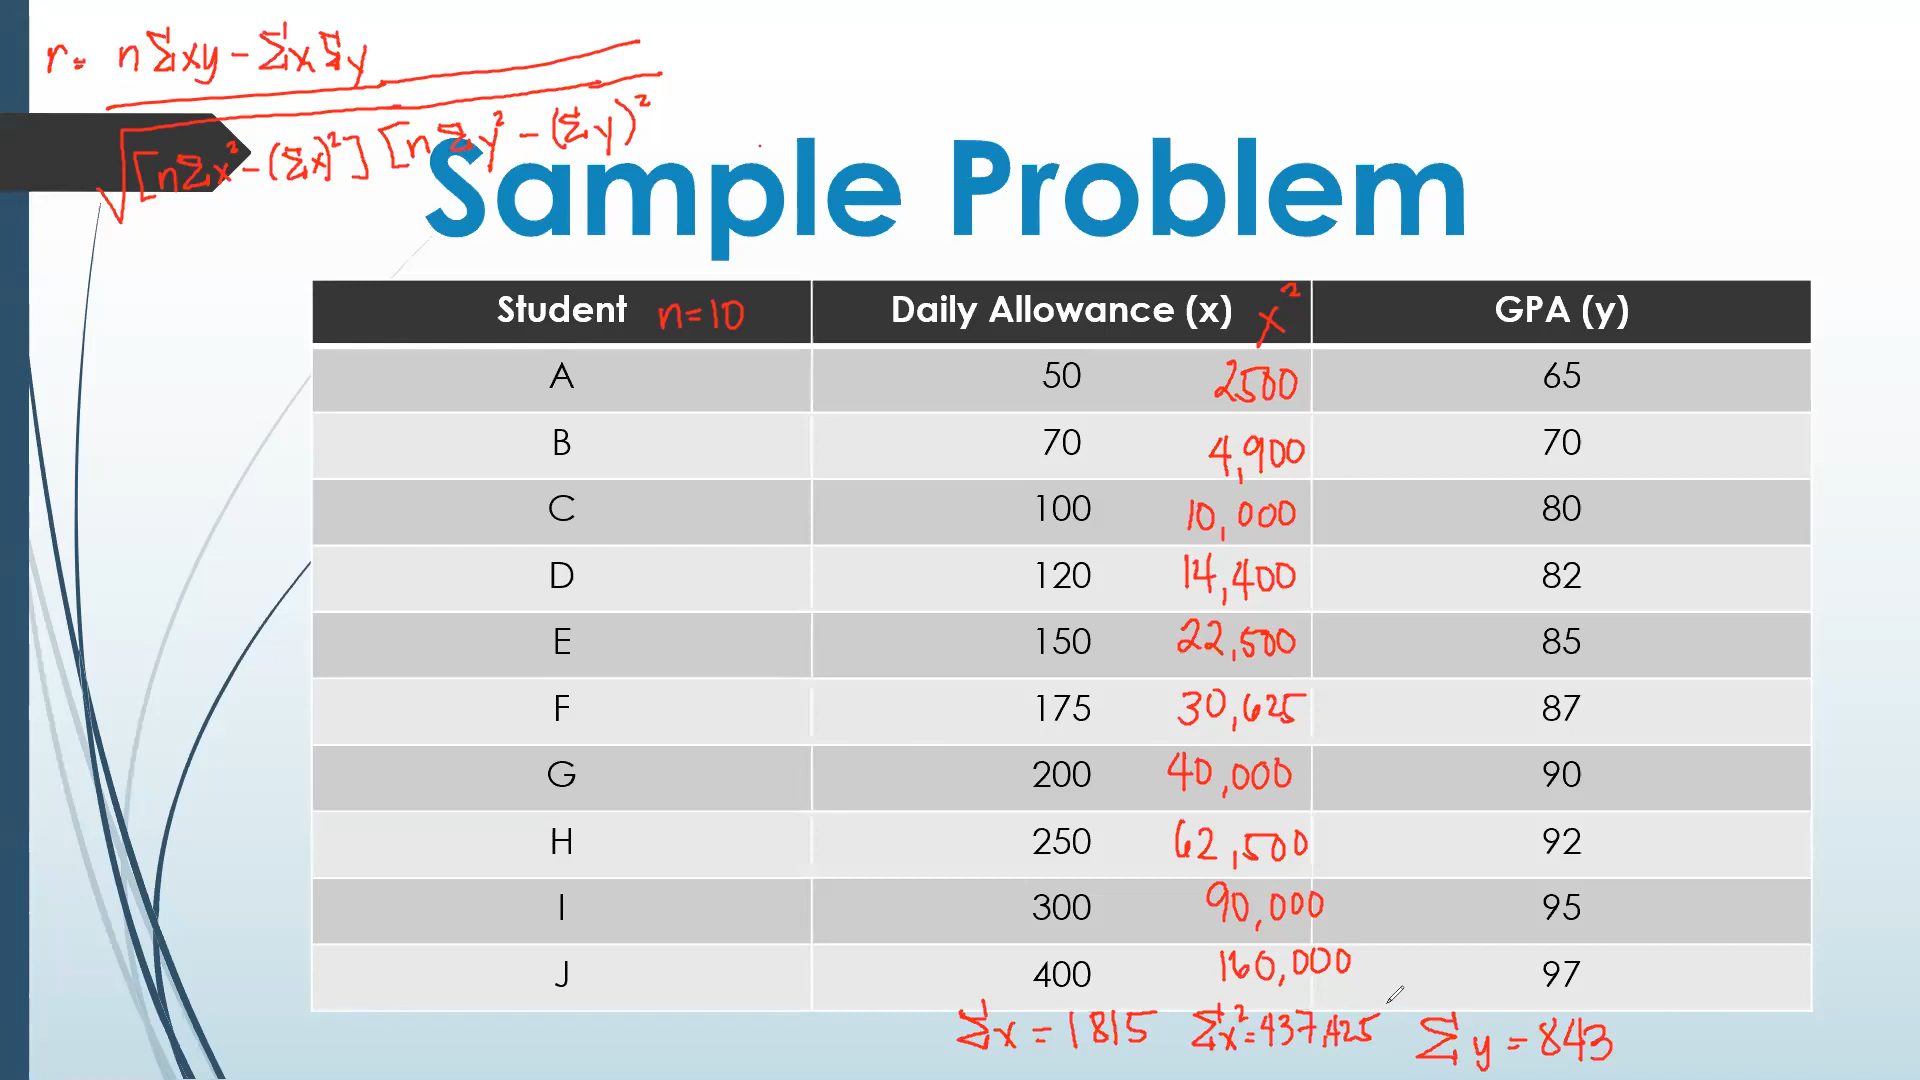 r = n Σxy - Σx Σy
√[nΣx² - (Σx)²] [nΣy² - (Σy)²
Sample Problem
Student n=10 Daily Allowance (x) x² GPA (y)
A 50 2500 65
B 70 4,900 70
C 100 10,000 80
D 120 14,400 82
E 150 22,500 85
F 175 30,625 87
G 200 40,000 90
H 250 62,500 92
I 300 90,000 95
J 400 160,000 97
Σx = 1815 Σx² = 437,425 Σy = 843